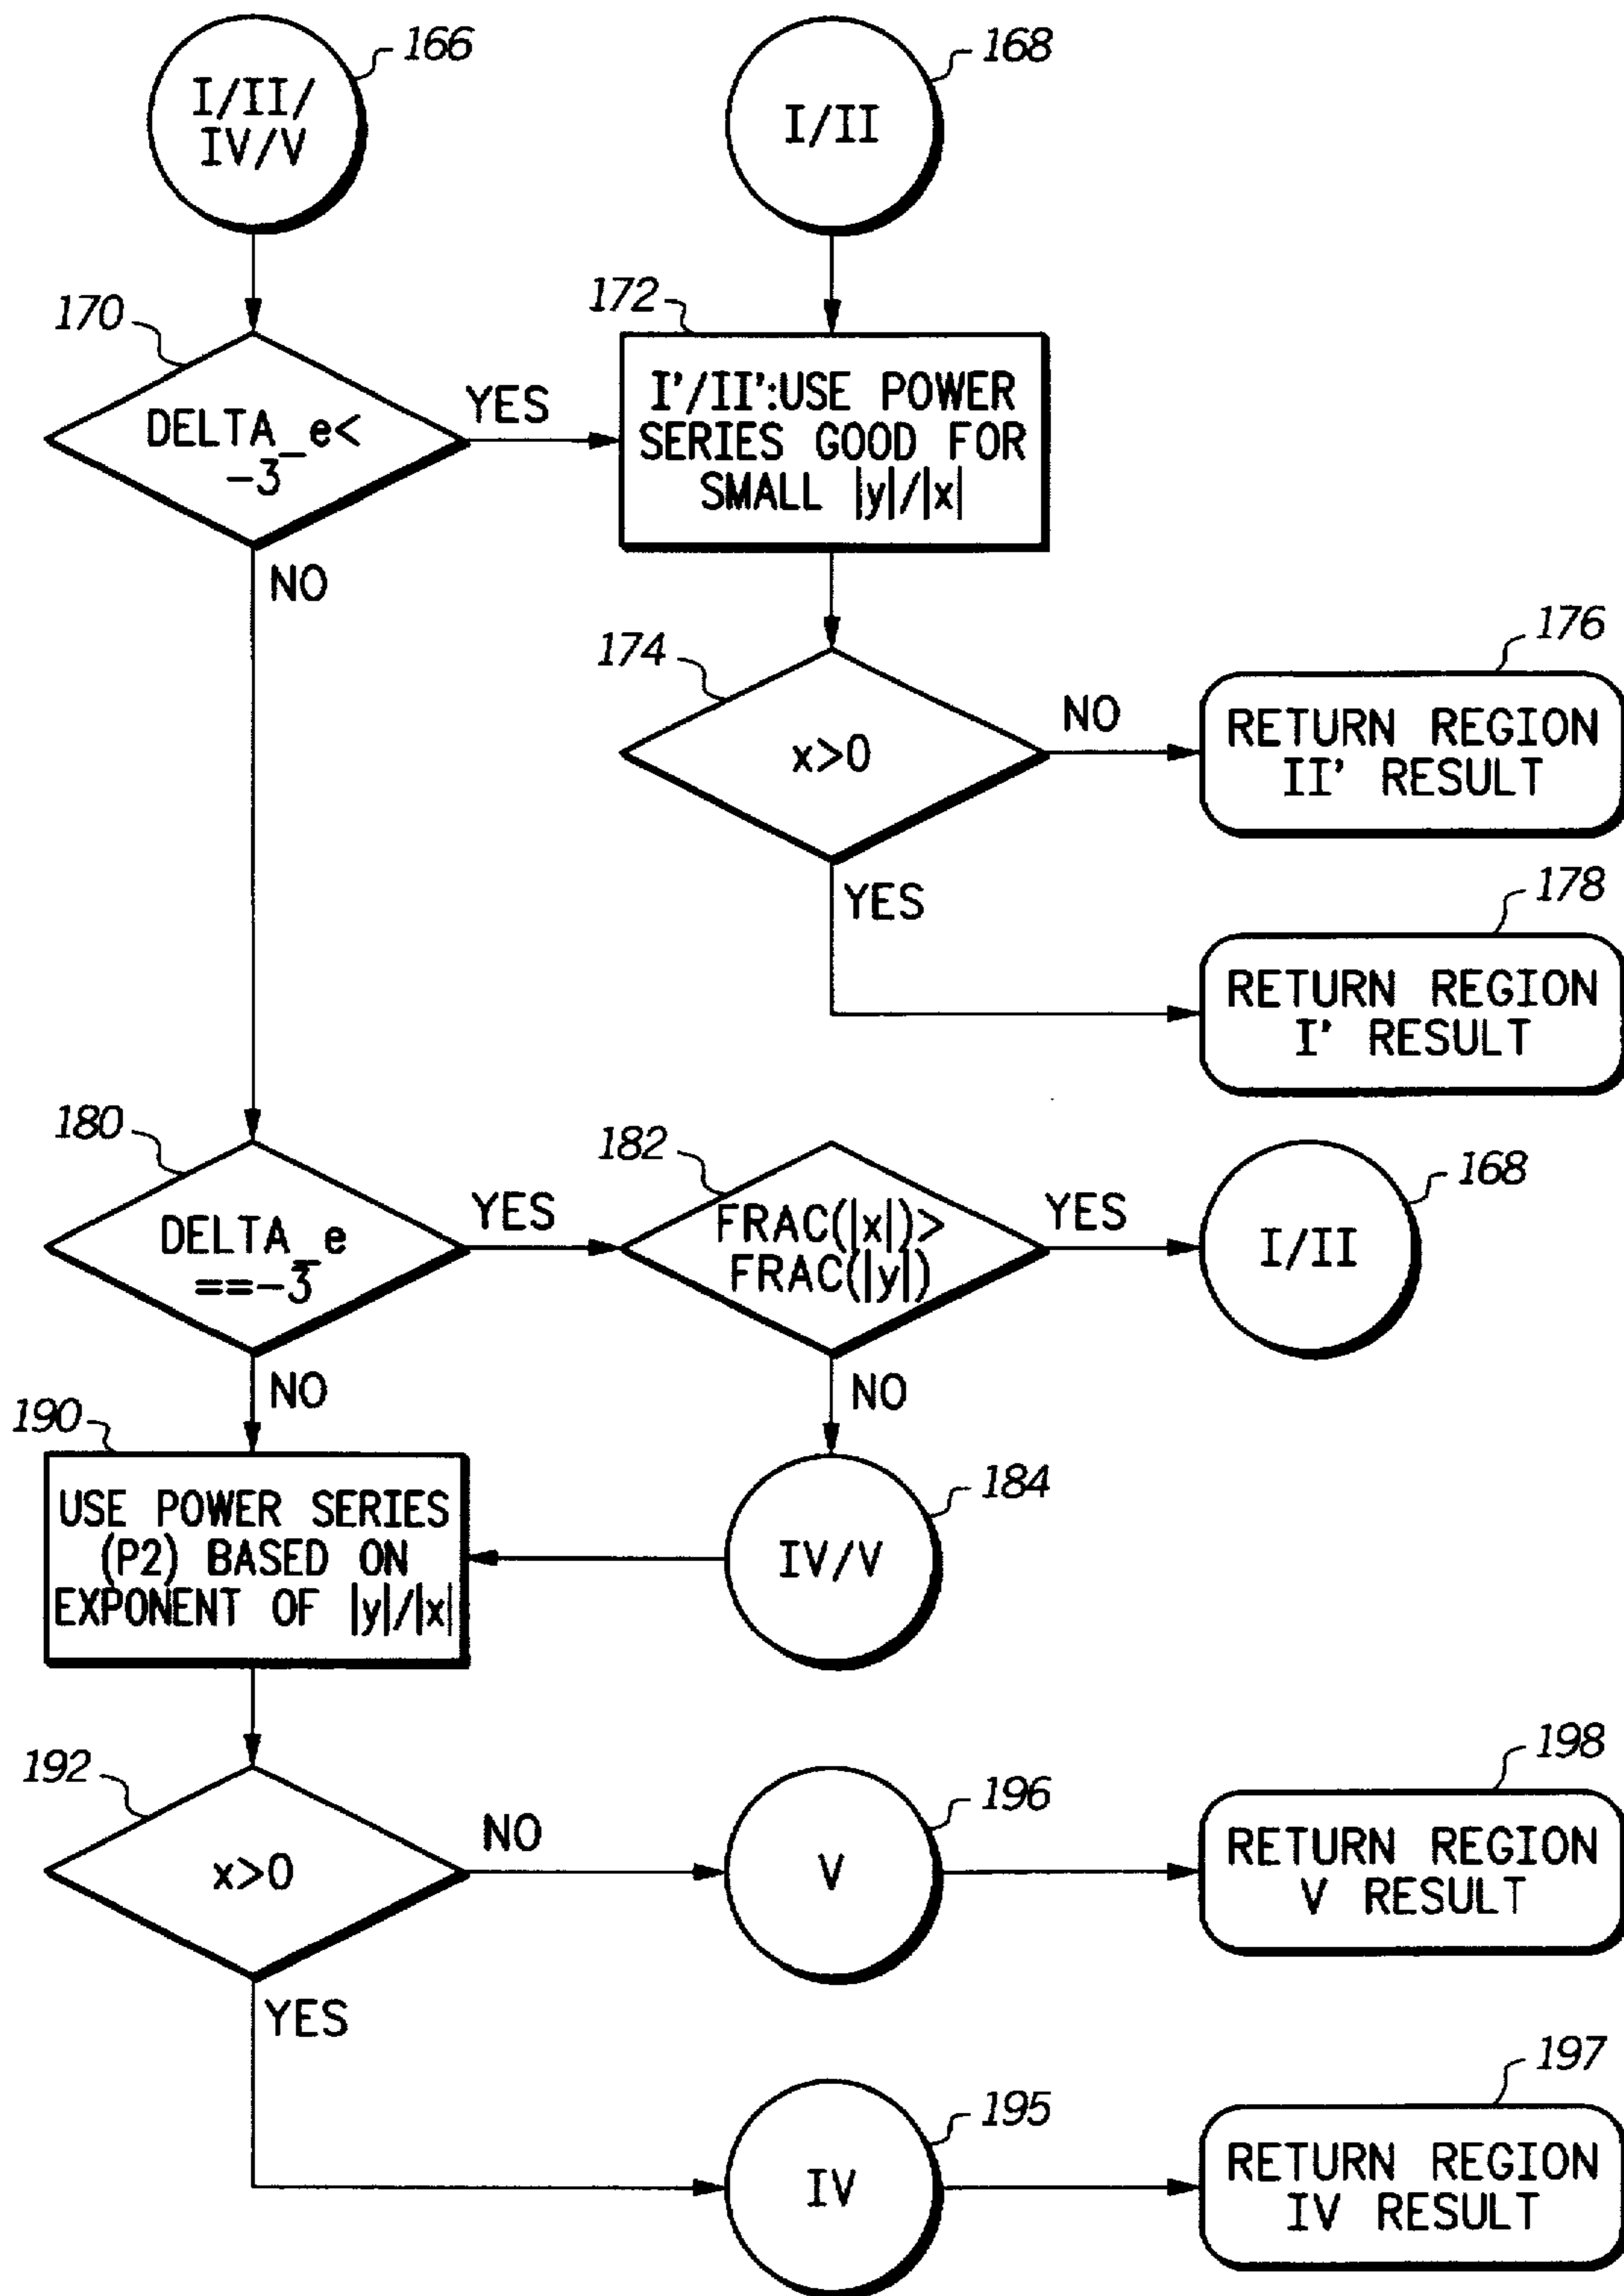 166
I/II/
IV/V
168
I/II
170
DELTA_e<
-3
YES
NO
172
I'/II':USE POWER
SERIES GOOD FOR
SMALL |y|/|x|
174
x>0
NO
176
RETURN REGION
II' RESULT
YES
178
RETURN REGION
I' RESULT
180
DELTA_e
==-3
YES
182
FRAC(|x|)>
FRAC(|y|)
YES
168
I/II
NO
NO
190
USE POWER SERIES
(P2) BASED ON
EXPONENT OF |y|/|x|
184
IV/V
192
x>0
NO
196
V
198
RETURN REGION
V RESULT
YES
195
IV
197
RETURN REGION
IV RESULT